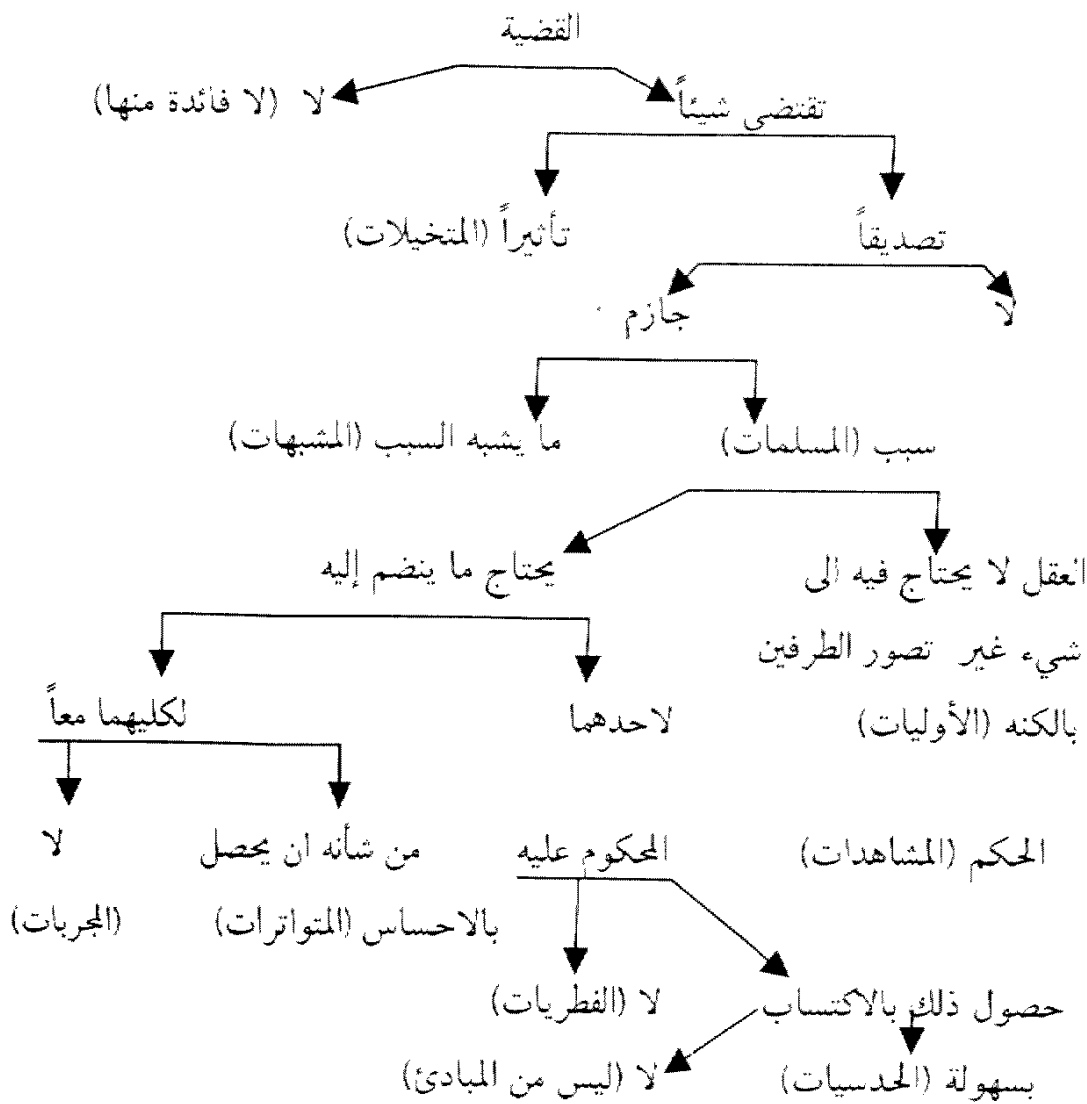 القضية
تقتضي شيئاً
لا (لا فائدة منها)
تصديقاً
تأثيراً (المتخيلات)
لا
جازم
سبب (المسلمات)
ما يشبه السبب (المشبهات)
العقل لا يحتاج فيه الى
شيء غير تصور الطرفين
بالكنه (الأوليات)
يحتاج ما ينضم إليه
لاحدهما
لكليهما معاً
الحكم (المشاهدات)
المحكوم عليه
من شأنه ان يحصل
بالاحساس (المتواترات)
لا
(المجربات)
حصول ذلك بالاكتساب
لا (الفطريات)
بسهولة (الحدسيات)
لا (ليس من المبادئ)